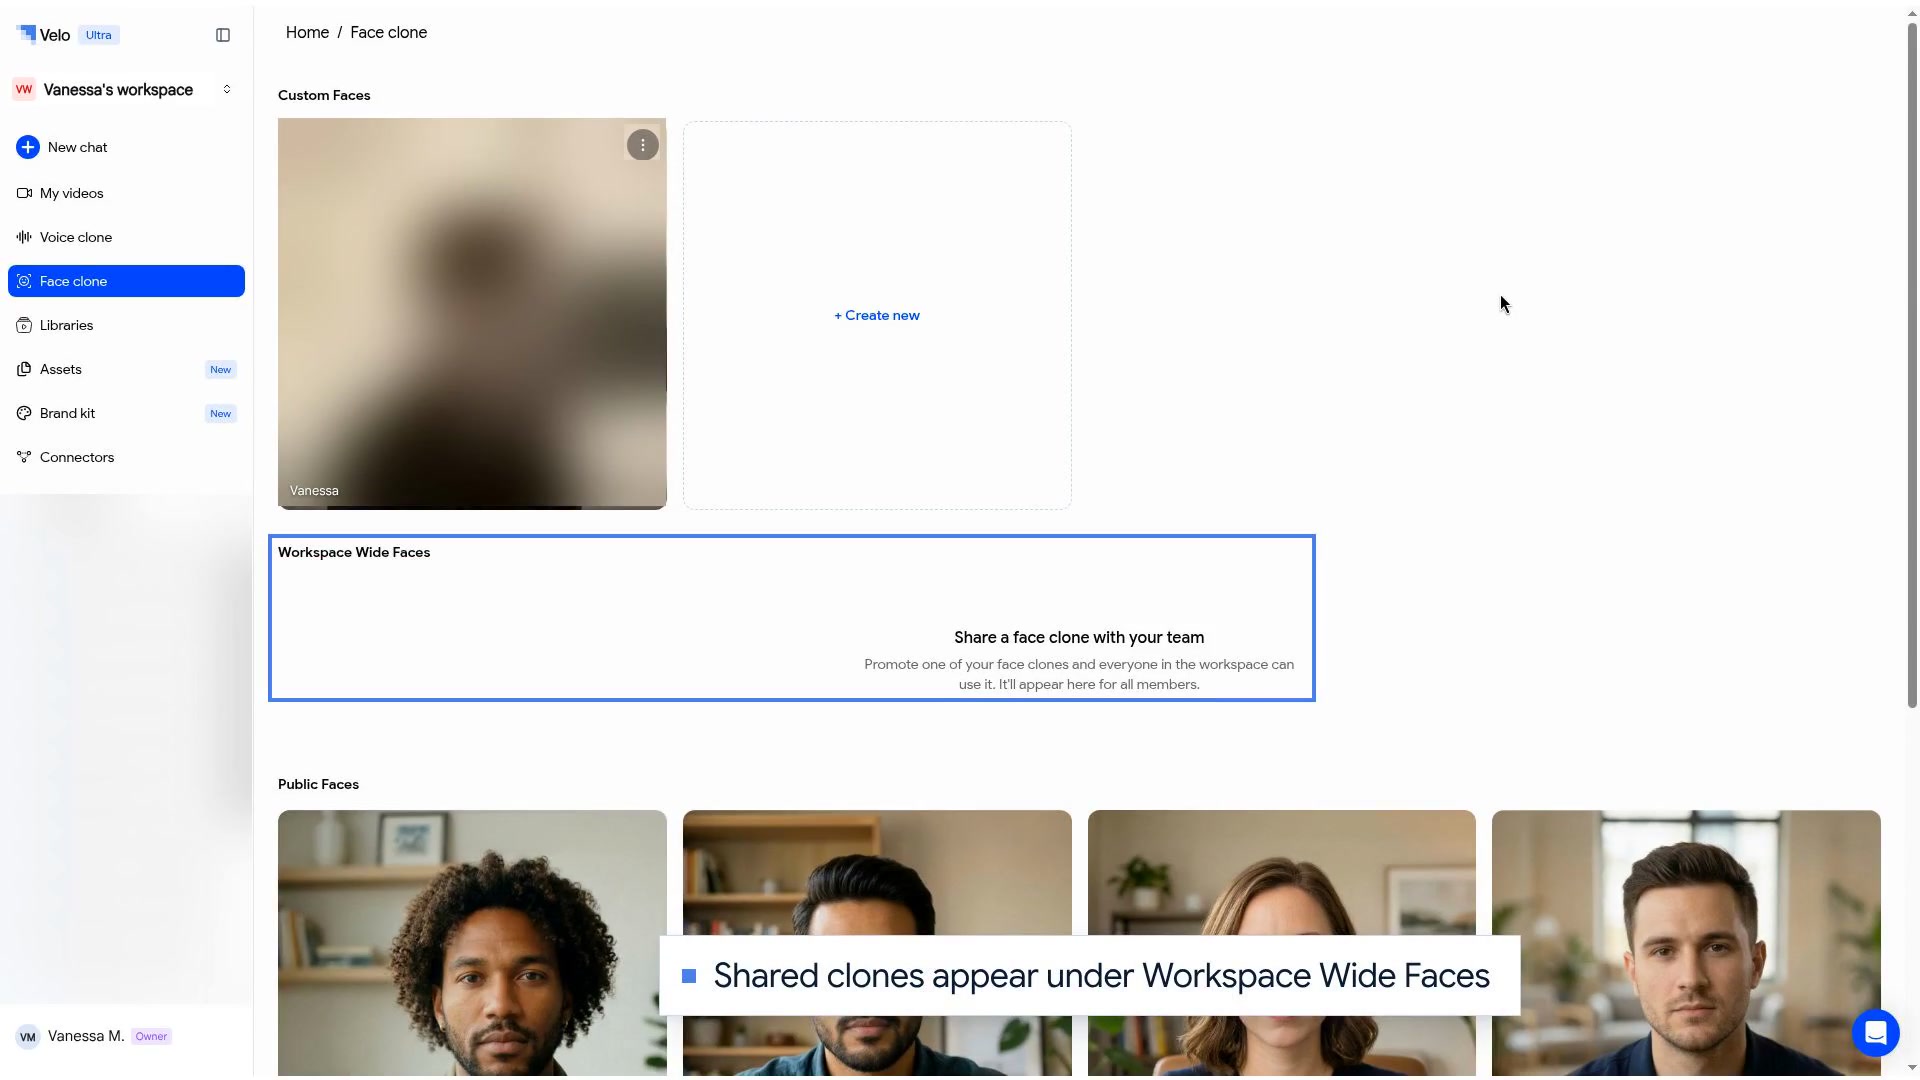 Velo Ultra
VW Vanessa's workspace
New chat
My videos
Voice clone
Face clone
Libraries
Assets New
Brand kit New
Connectors
VM Vanessa M. Owner
Home / Face clone
Custom Faces
Vanessa
+ Create new
Workspace Wide Faces
Share a face clone with your team
Promote one of your face clones and everyone in the workspace can
use it. It'll appear here for all members.
Public Faces
Shared clones appear under Workspace Wide Faces